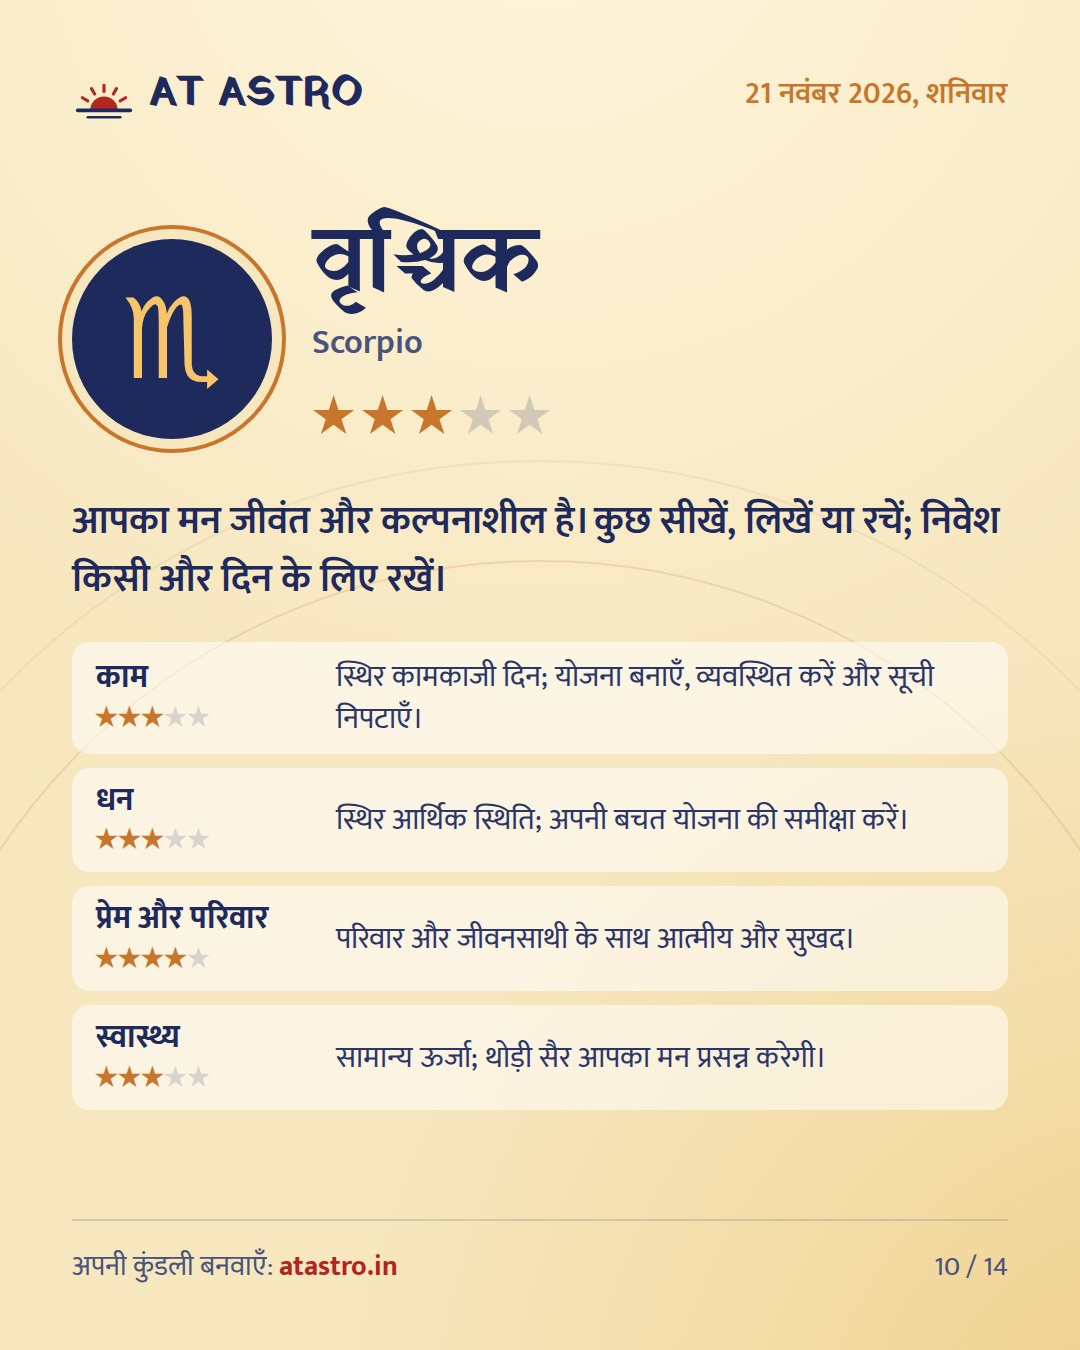 AT ASTRO
21 नवंबर 2026, शनिवार
वृश्चिक
Scorpio
आपका मन जीवंत और कल्पनाशील है। कुछ सीखें, लिखें या रचें; निवेश
किसी और दिन के लिए रखें।
काम
स्थिर कामकाजी दिन; योजना बनाएँ, व्यवस्थित करें और सूची
निपटाएँ।
धन
स्थिर आर्थिक स्थिति; अपनी बचत योजना की समीक्षा करें।
प्रेम और परिवार
परिवार और जीवनसाथी के साथ आत्मीय और सुखद।
स्वास्थ्य
सामान्य ऊर्जा; थोड़ी सैर आपका मन प्रसन्न करेगी।
अपनी कुंडली बनवाएँ: atastro.in
10 / 14